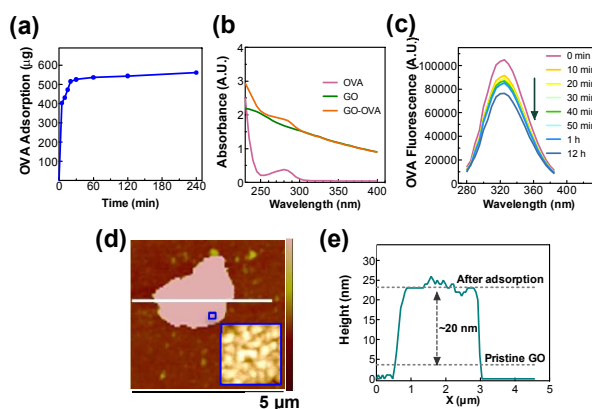 (a)
OVA Adsorption (μg)
600
500
400
300
200
100
0
0 60 120 180 240
Time (min)
(b)
Absorbance (A.U.)
4
3
2
1
0
OVA
GO
GO-OVA
250 300 350 400
Wavelength (nm)
(c)
OVA Fluorescence (A.U.)
100000
80000
60000
40000
20000
0
0 min
10 min
20 min
30 min
40 min
50 min
1 h
12 h
280 320 360 400
Wavelength (nm)
(d)
5 μm
(e)
Height (nm)
30
25
20
15
10
5
0
After adsorption
~20 nm
Pristine GO
0 1 2 3 4 5
X (μm)